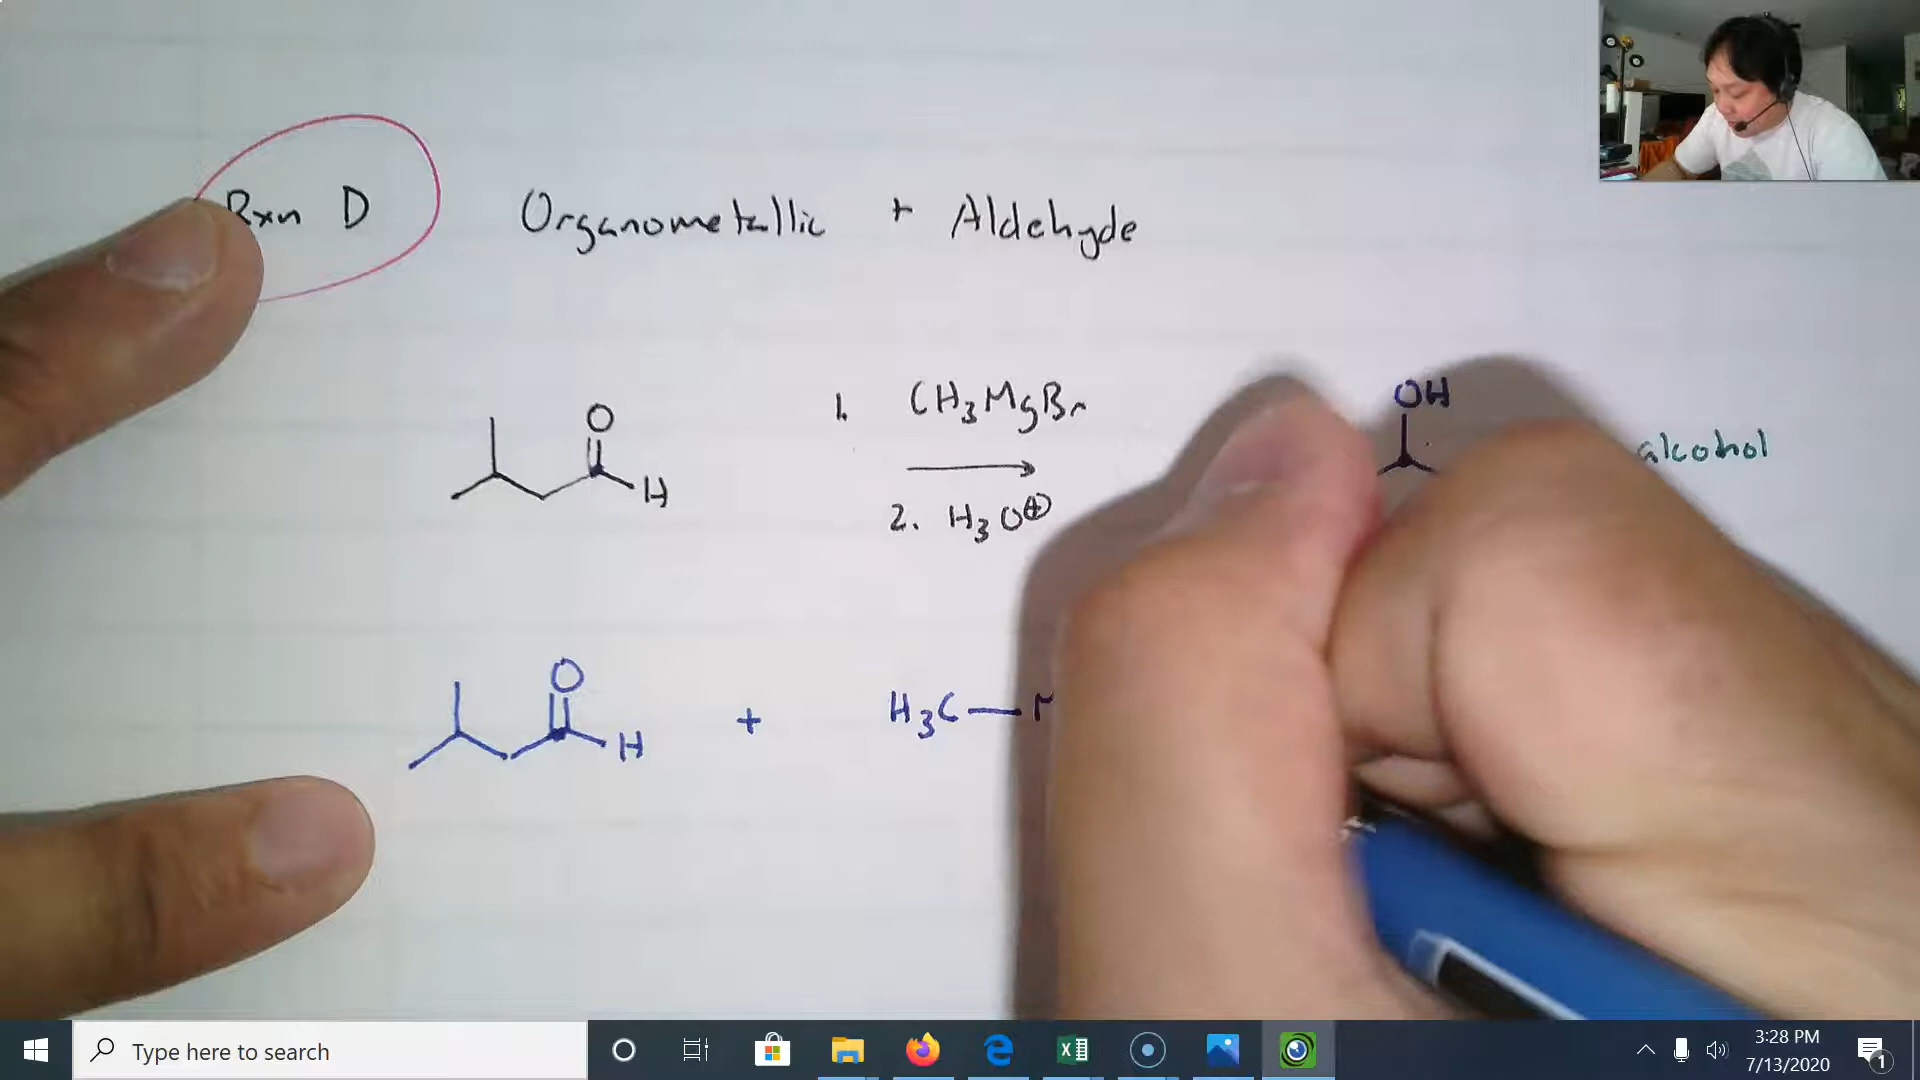 Rxn D Organometallic + Aldehyde
O
H
1. CH3MgBr
2. H3O⊕
OH
alcohol
O
H
+ H3C—
Type here to search
3:28 PM
7/13/2020
1